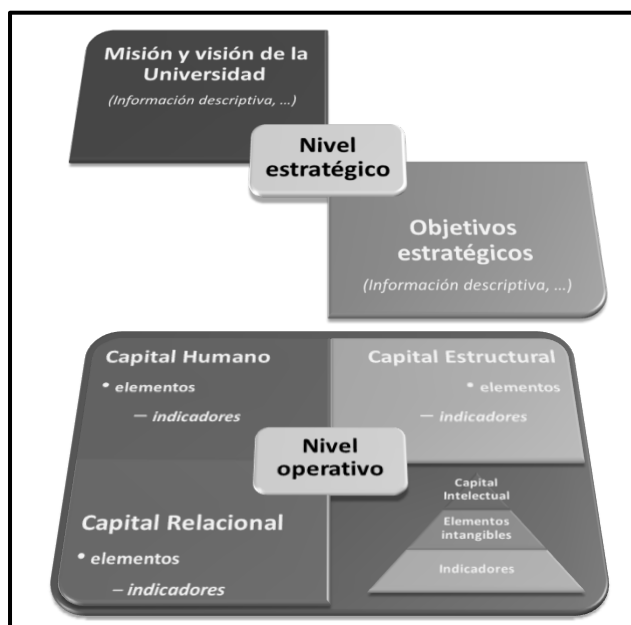 Misión y visión de la
Universidad
(Información descriptiva, ...)
Nivel
estratégico
Objetivos
estratégicos
(Información descriptiva, ...)
Capital Humano
• elementos
– indicadores
Capital Estructural
• elementos
– indicadores
Nivel
operativo
Capital Relacional
• elementos
– indicadores
Capital
Intelectual
Elementos
intangibles
Indicadores